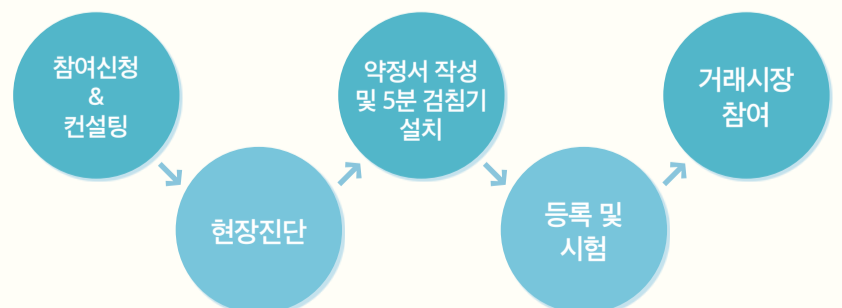 참여신청
&
컨설팅
현장진단
약정서 작성
및 5분 검침기
설치
등록 및
시험
거래시장
참여